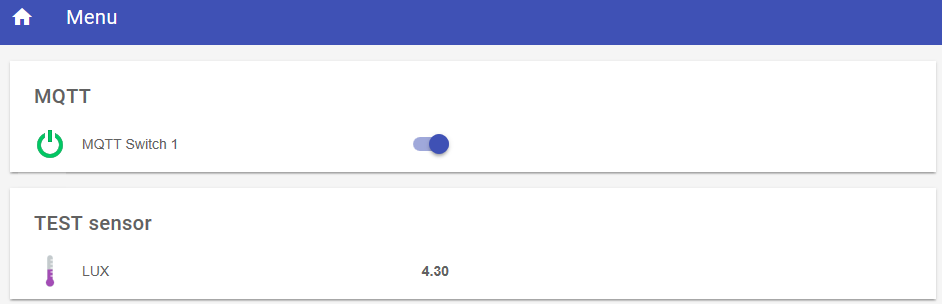 Menu
MQTT
MQTT Switch 1
TEST sensor
LUX 4.30